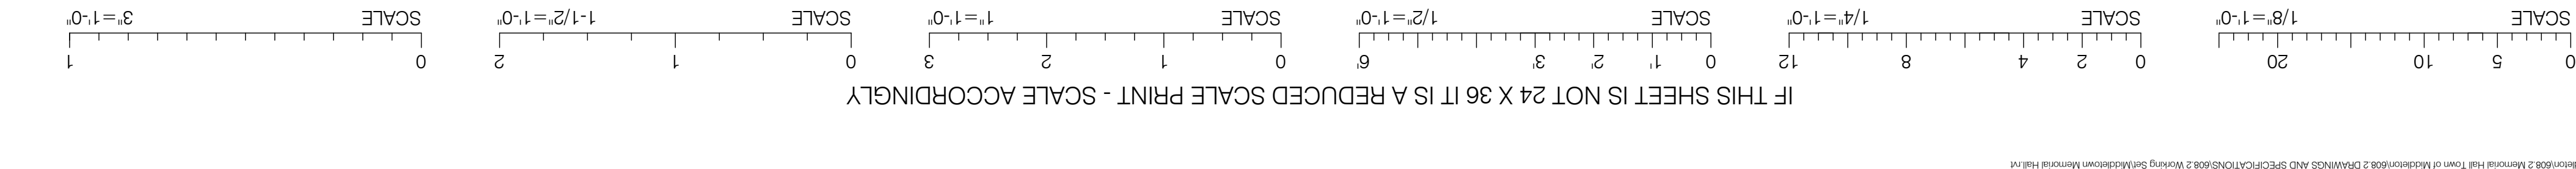 lleton\608.2 Memorial Hall Town of Middleton\608.2 DRAWINGS AND SPECIFICATIONS\608.2 Working Set\Middletown Memorial Hall.rvt
IF THIS SHEET IS NOT 24 X 36 IT IS A REDUCED SCALE PRINT - SCALE ACCORDINGLY
0 5 10 20 0 2 4 8 12 0 1' 2' 3' 6' 0 1 2 3 0 1 2 0 1
SCALE 1/8"=1'-0" SCALE 1/4"=1'-0" SCALE 1/2"=1'-0" SCALE 1"=1'-0" SCALE 1-1/2"=1'-0" SCALE 3"=1'-0"